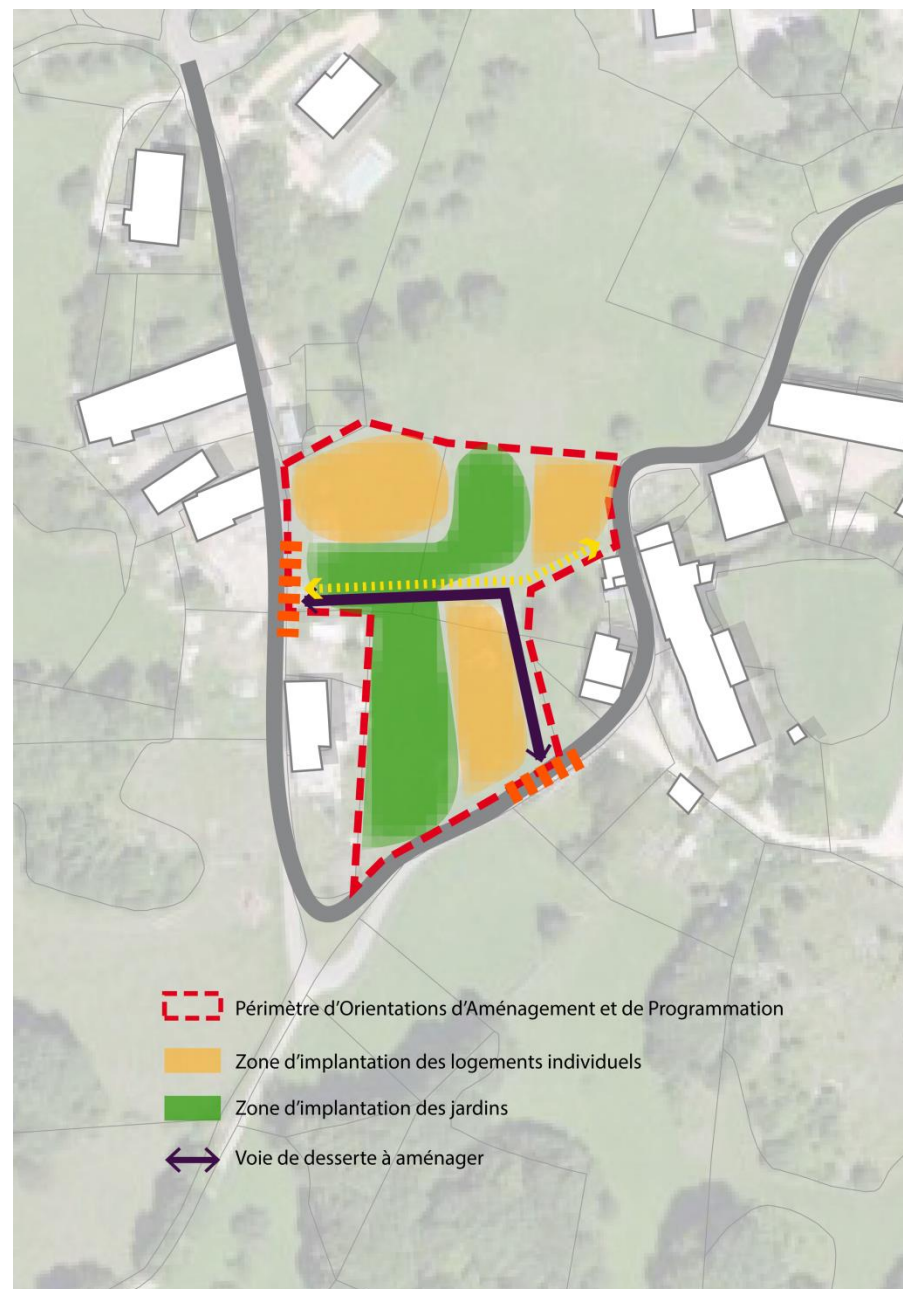 Périmètre d'Orientations d'Aménagement et de Programmation
Zone d'implantation des logements individuels
Zone d'implantation des jardins
Voie de desserte à aménager